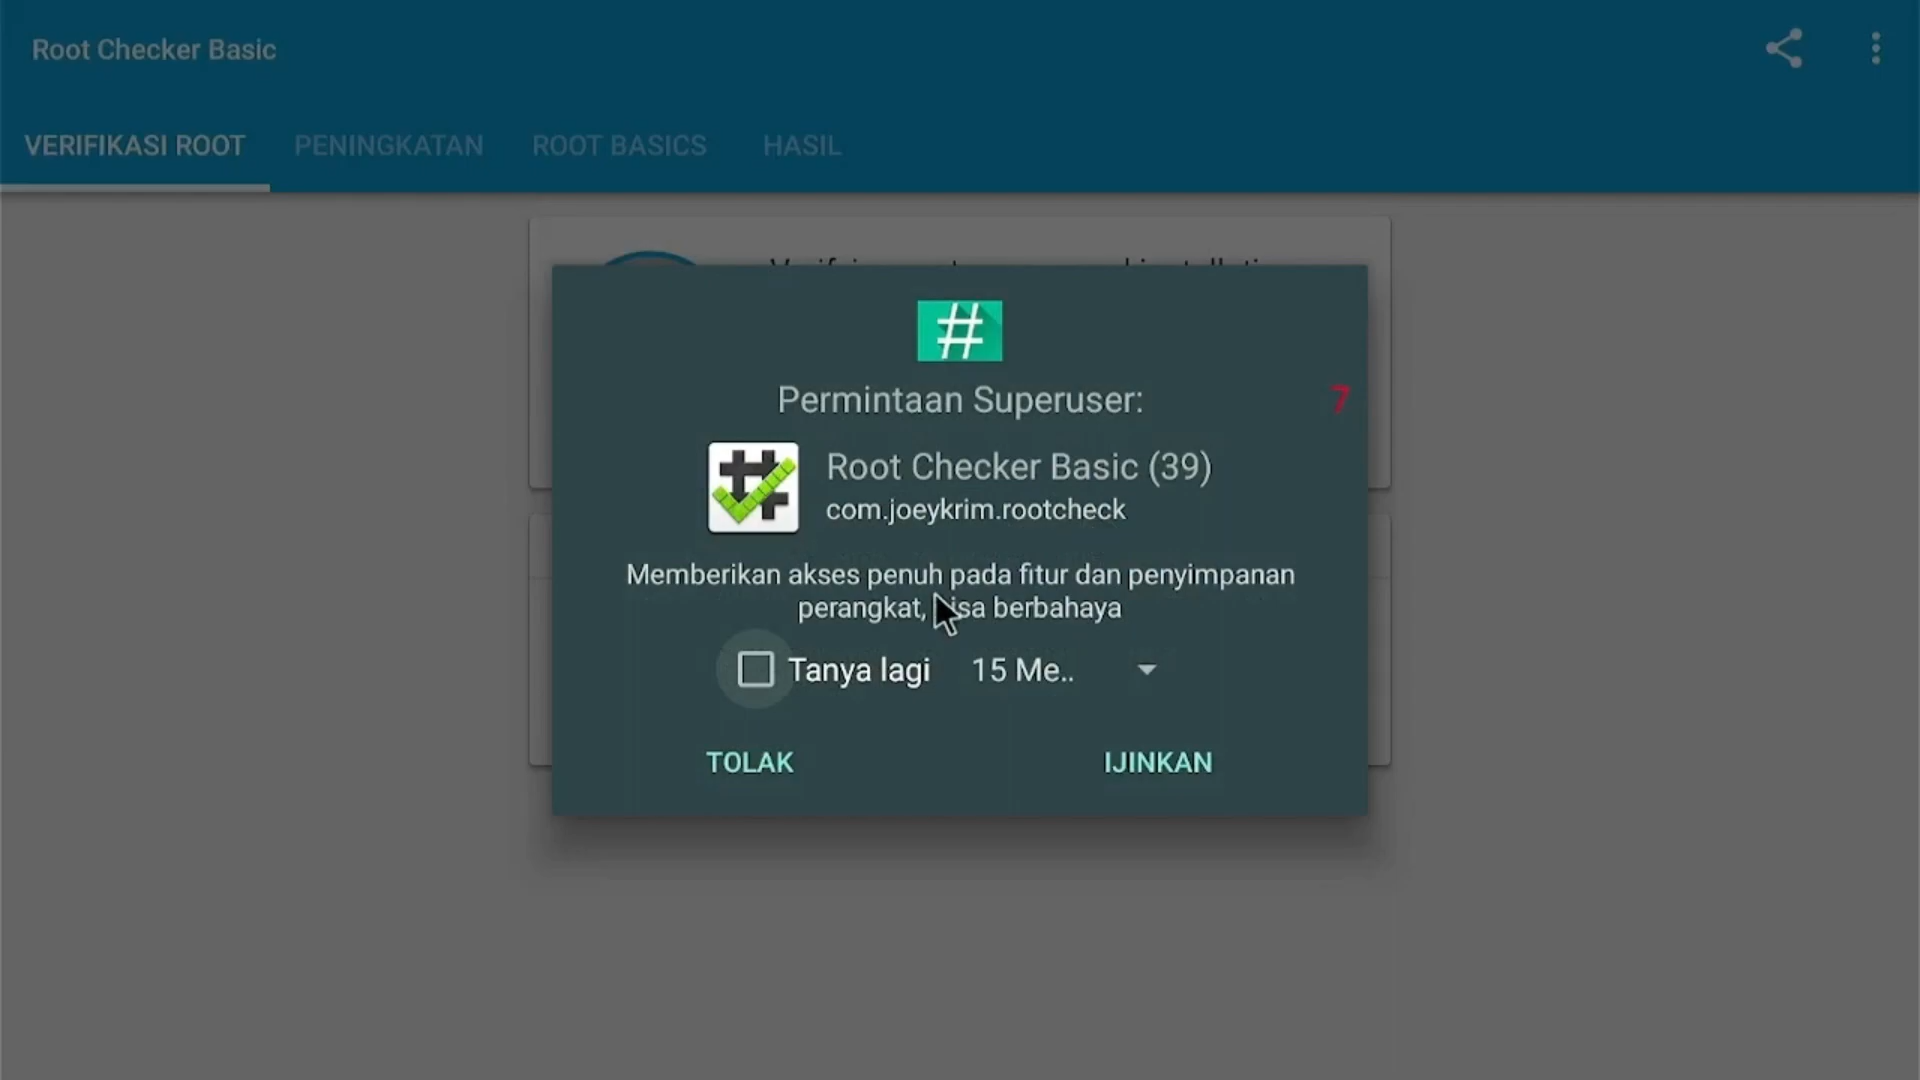 Root Checker Basic
VERIFIKASI ROOT PENINGKATAN ROOT BASICS HASIL
Permintaan Superuser: 7
Root Checker Basic (39)
com.joeykrim.rootcheck
Memberikan akses penuh pada fitur dan penyimpanan
perangkat, bisa berbahaya
Tanya lagi 15 Me..
TOLAK IJINKAN